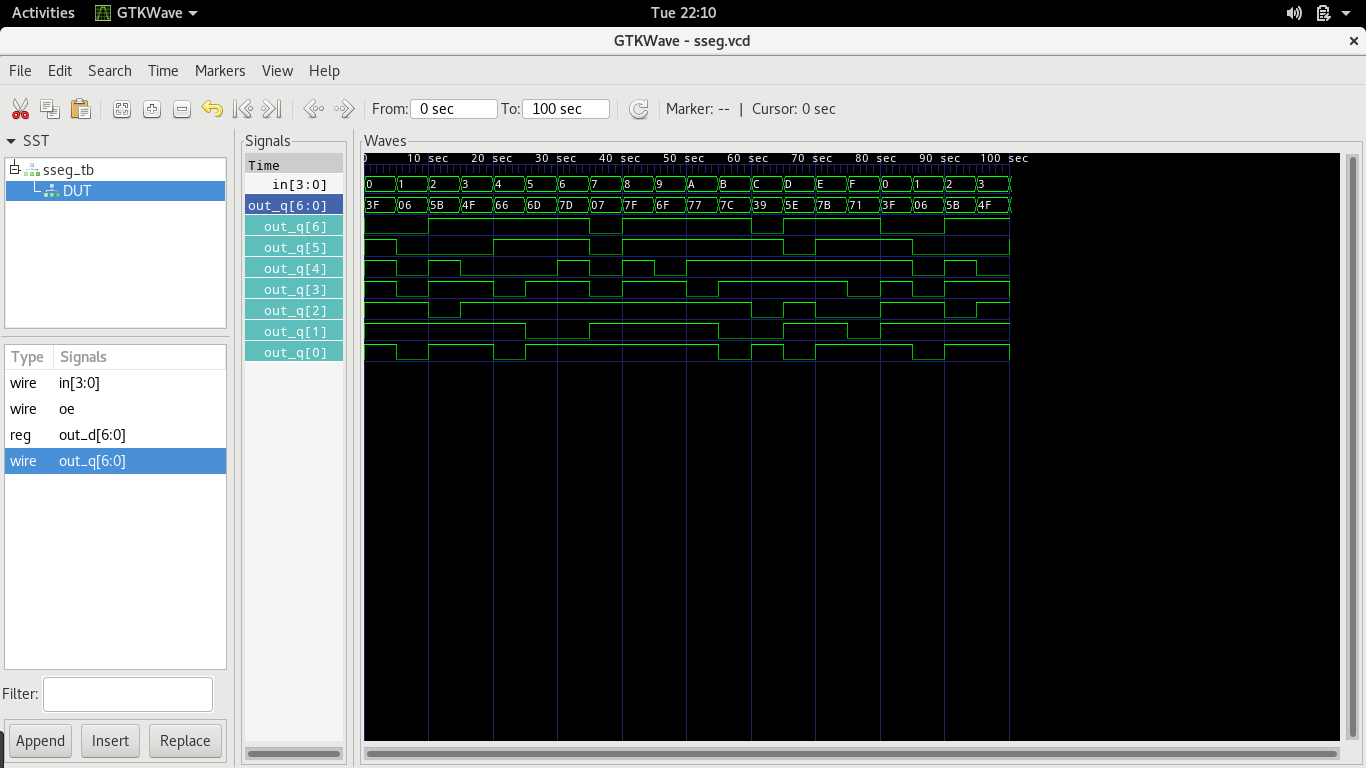 Activities GTKWave Tue 22:10
GTKWave - sseg.vcd
File Edit Search Time Markers View Help
From: 0 sec To: 100 sec Marker: -- | Cursor: 0 sec
SST
sseg_tb
DUT
Type Signals
wire in[3:0]
wire oe
reg out_d[6:0]
wire out_q[6:0]
Filter:
Append Insert Replace
Signals
Time
in[3:0]
out_q[6:0]
out_q[6]
out_q[5]
out_q[4]
out_q[3]
out_q[2]
out_q[1]
out_q[0]
Waves
0 10 sec 20 sec 30 sec 40 sec 50 sec 60 sec 70 sec 80 sec 90 sec 100 sec
0 1 2 3 4 5 6 7 8 9 A B C D E F 0 1 2 3
3F 06 5B 4F 66 6D 7D 07 7F 6F 77 7C 39 5E 7B 71 3F 06 5B 4F